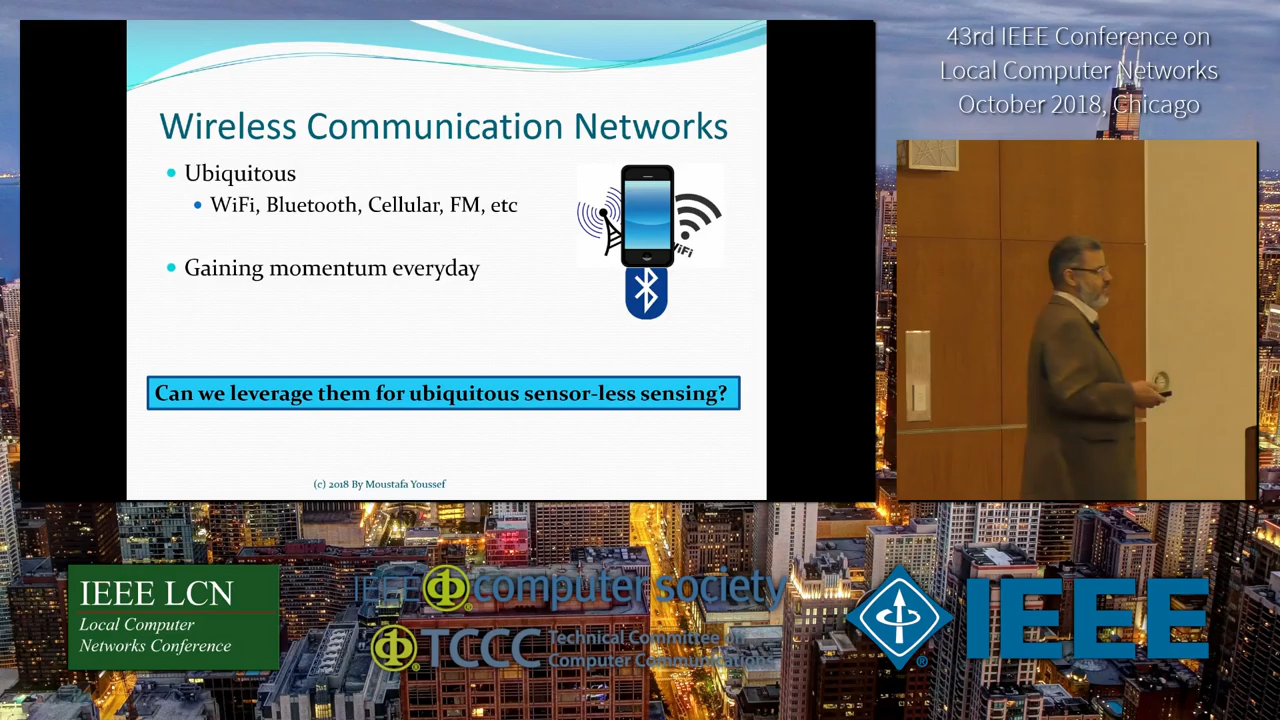 43rd IEEE Conference on
Local Computer Networks
October 2018, Chicago
Wireless Communication Networks
Ubiquitous
WiFi, Bluetooth, Cellular, FM, etc
Gaining momentum everyday
WiFi
Can we leverage them for ubiquitous sensor-less sensing?
(c) 2018 By Moustafa Youssef
IEEE LCN
Local Computer
Networks Conference
IEEE computer society
TCCC Technical Committee on
Computer Communications
IEEE